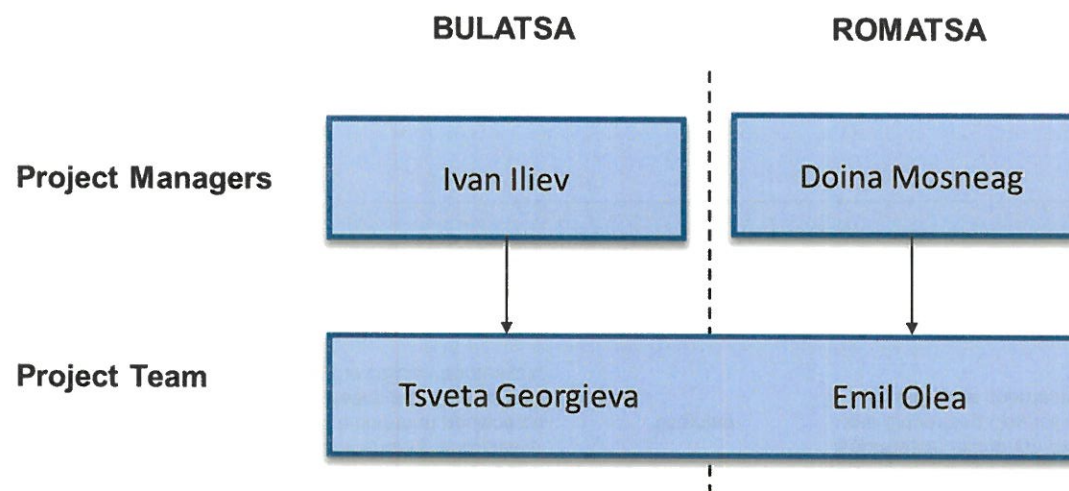 BULATSA ROMATSA
Project Managers Ivan Iliev Doina Mosneag
Project Team Tsveta Georgieva Emil Olea